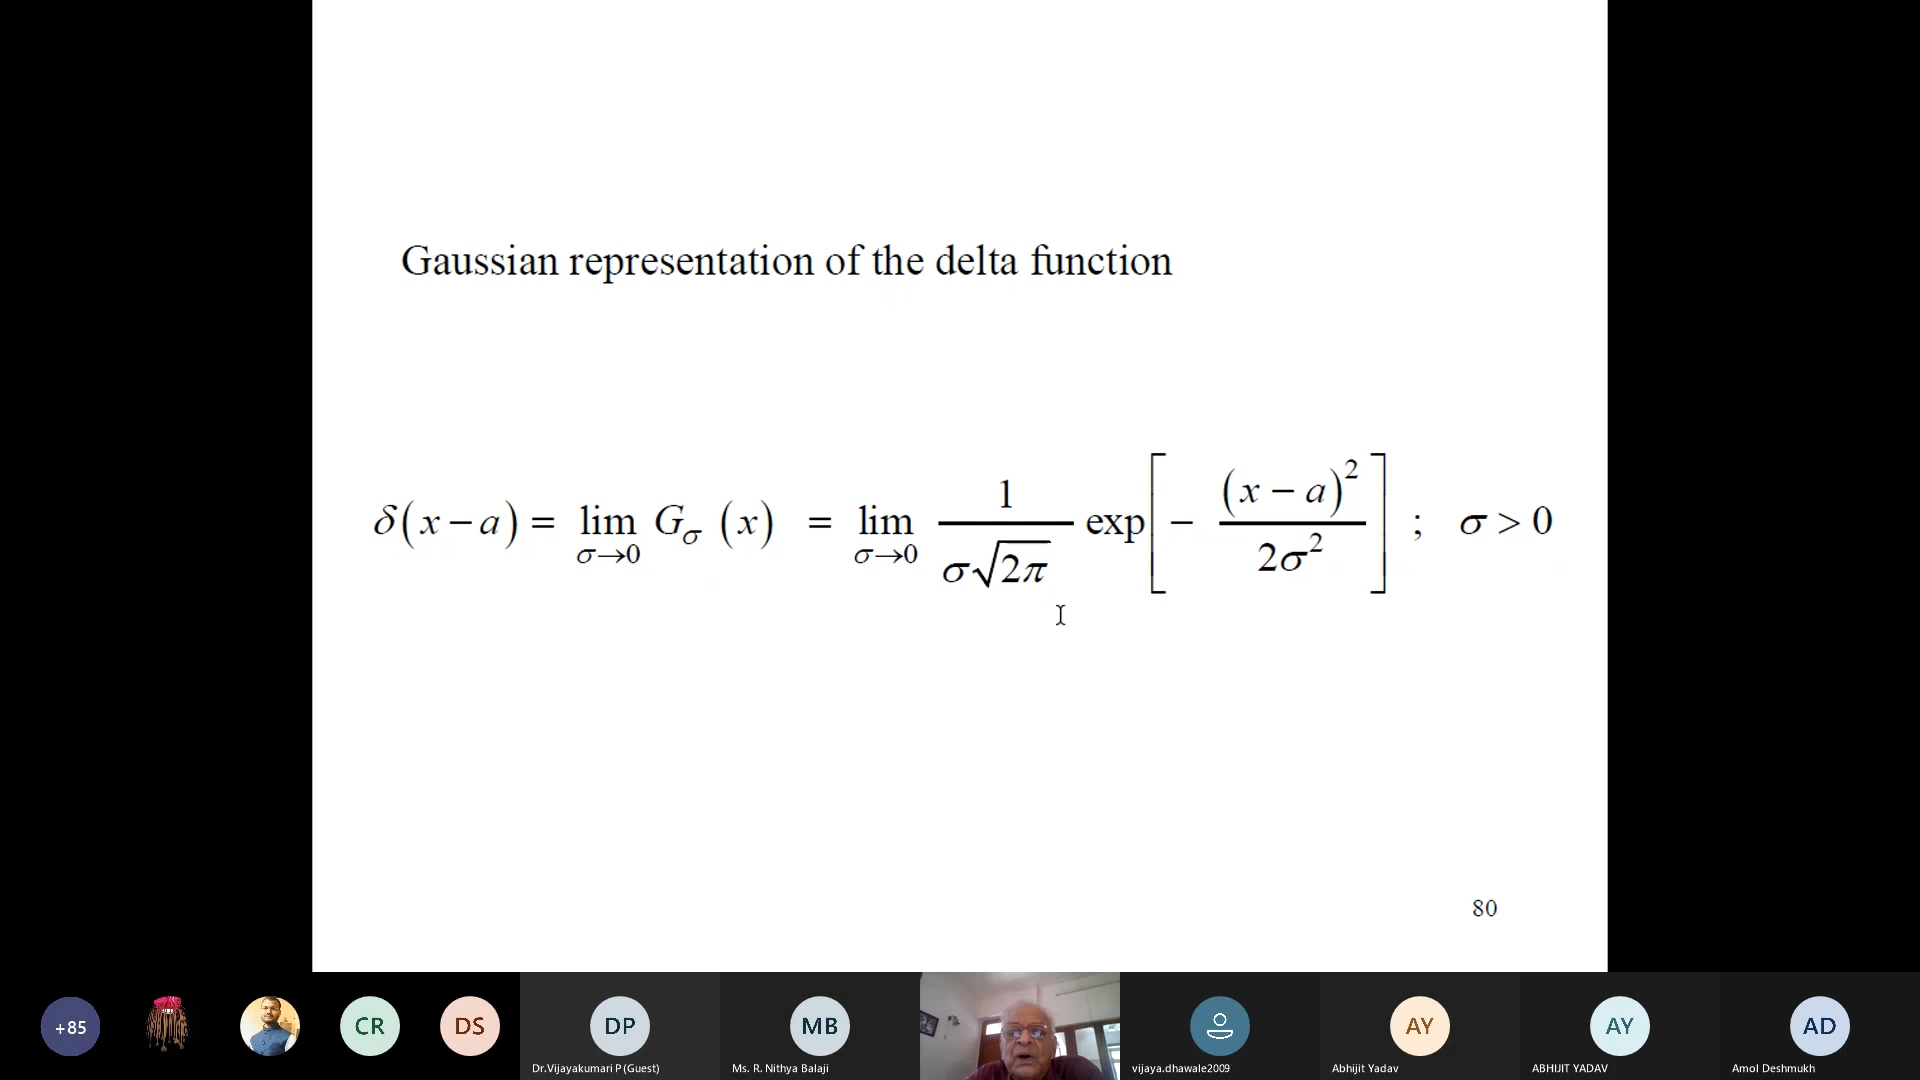 Gaussian representation of the delta function
δ(x − a) = lim_{σ→0} G_σ (x) = lim_{σ→0} 1/(σ√2π) exp[− (x − a)²/(2σ²)] ; σ > 0
80
+85 CR DS DP MB AY AY AD
Dr.Vijayakumari P (Guest) Ms. R. Nithya Balaji vijaya.dhawale2009 Abhijit Yadav ABHIJIT YADAV Amol Deshmukh